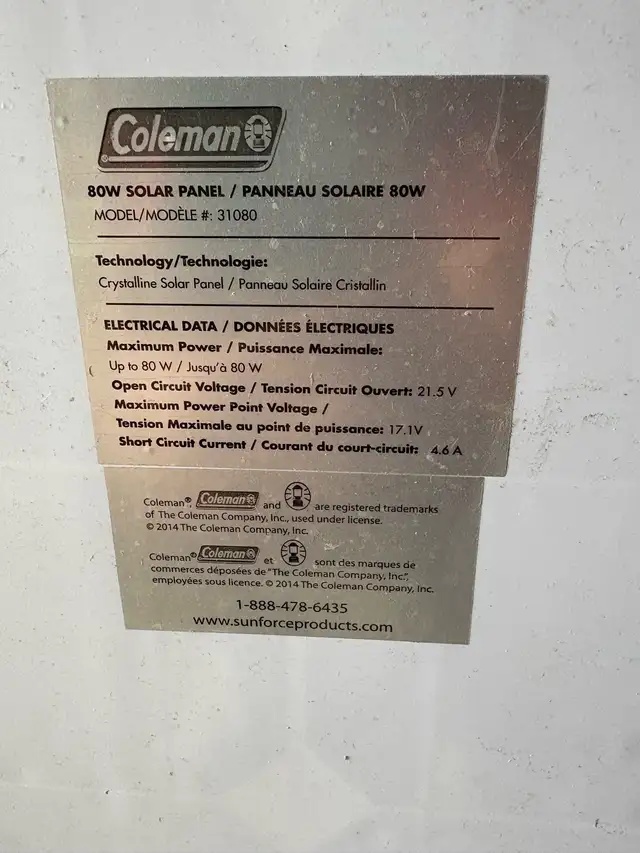 Coleman
80W SOLAR PANEL / PANNEAU SOLAIRE 80W
MODEL/MODÈLE #: 31080
Technology/Technologie:
Crystalline Solar Panel / Panneau Solaire Cristallin
ELECTRICAL DATA / DONNÉES ÉLECTRIQUES
Maximum Power / Puissance Maximale:
Up to 80 W / Jusqu'à 80 W
Open Circuit Voltage / Tension Circuit Ouvert: 21.5 V
Maximum Power Point Voltage /
Tension Maximale au point de puissance: 17.1V
Short Circuit Current / Courant du court-circuit: 4.6 A
Coleman®, Coleman and are registered trademarks
of The Coleman Company, Inc., used under license.
© 2014 The Coleman Company, Inc.
Coleman® Coleman et sont des marques de
commerces déposées de "The Coleman Company, Inc.",
employées sous licence. © 2014 The Coleman Company, Inc.
1-888-478-6435
www.sunforceproducts.com